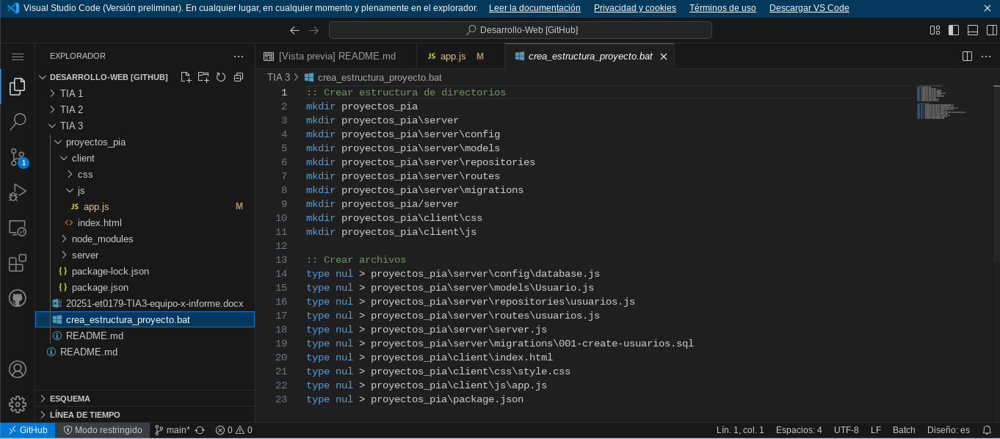 Visual Studio Code (Versión preliminar). En cualquier lugar, en cualquier momento y plenamente en el explorador. Leer la documentación Privacidad y cookies Términos de uso Descargar VS Code
Desarrollo-Web [GitHub]
EXPLORADOR
DESARROLLO-WEB [GITHUB]
TIA 1
TIA 2
TIA 3
proyectos_pia
client
css
js
JS app.js M
index.html
node_modules
server
{} package-lock.json
{} package.json
20251-et0179-TIA3-equipo-x-informe.docx
crea_estructura_proyecto.bat
README.md
README.md
ESQUEMA
LÍNEA DE TIEMPO
1
[Vista previa] README.md JS app.js M crea_estructura_proyecto.bat
TIA 3 > crea_estructura_proyecto.bat
1 :: Crear estructura de directorios
2 mkdir proyectos_pia
3 mkdir proyectos_pia\server
4 mkdir proyectos_pia\server\config
5 mkdir proyectos_pia\server\models
6 mkdir proyectos_pia\server\repositories
7 mkdir proyectos_pia\server\routes
8 mkdir proyectos_pia\server\migrations
9 mkdir proyectos_pia/server
10 mkdir proyectos_pia\client\css
11 mkdir proyectos_pia\client\js
12
13 :: Crear archivos
14 type nul > proyectos_pia\server\config\database.js
15 type nul > proyectos_pia\server\models\Usuario.js
16 type nul > proyectos_pia\server\repositories\usuarios.js
17 type nul > proyectos_pia\server\routes\usuarios.js
18 type nul > proyectos_pia\server\server.js
19 type nul > proyectos_pia\server\migrations\001-create-usuarios.sql
20 type nul > proyectos_pia\client\index.html
21 type nul > proyectos_pia\client\css\style.css
22 type nul > proyectos_pia\client\js\app.js
23 type nul > proyectos_pia\package.json
GitHub Modo restringido main* 0 0 Lín. 1, col. 1 Espacios: 4 UTF-8 LF Batch Diseño: es